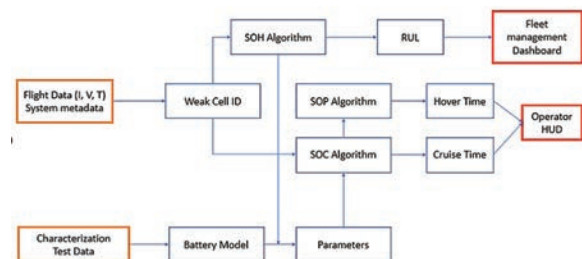 Fleet
management
Dashboard
SOH Algorithm
RUL
Flight Data (I, V, T)
System metadata
Weak Cell ID
SOP Algorithm
Hover Time
Operator
HUD
SOC Algorithm
Cruise Time
Characterization
Test Data
Battery Model
Parameters